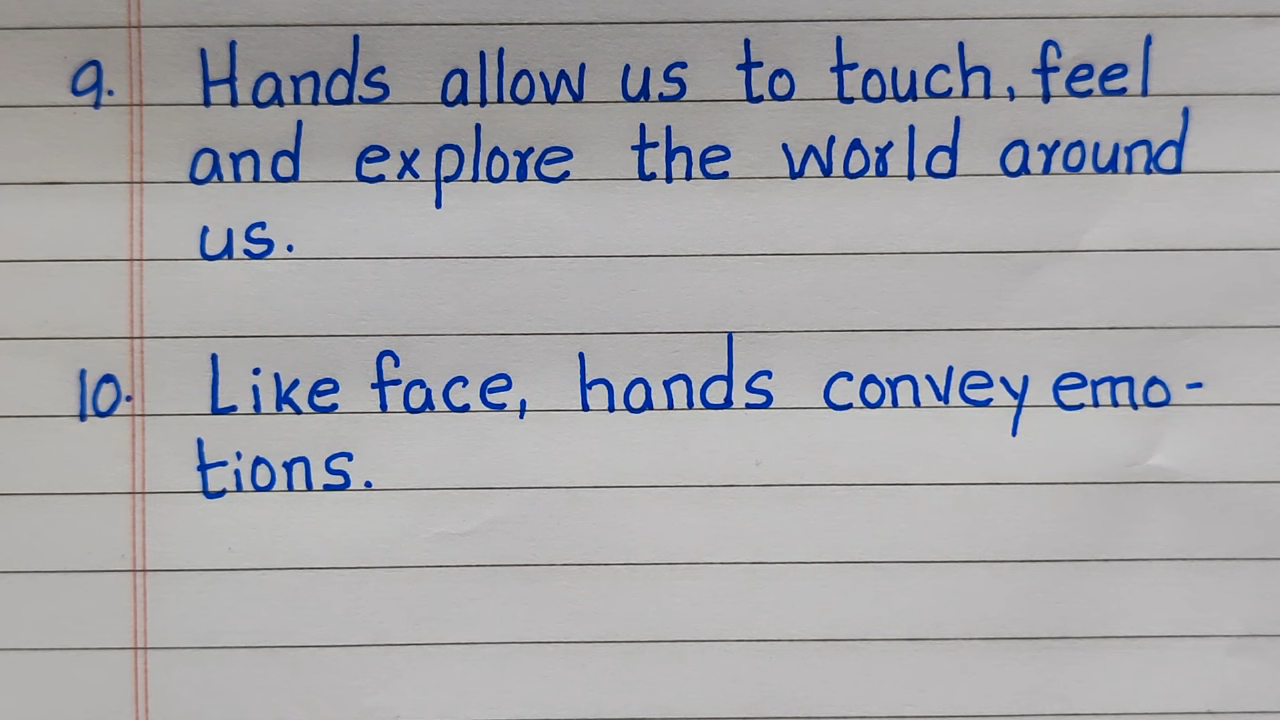 9. Hands allow us to touch, feel
and explore the world around
us.
10. Like face, hands convey emo-
tions.